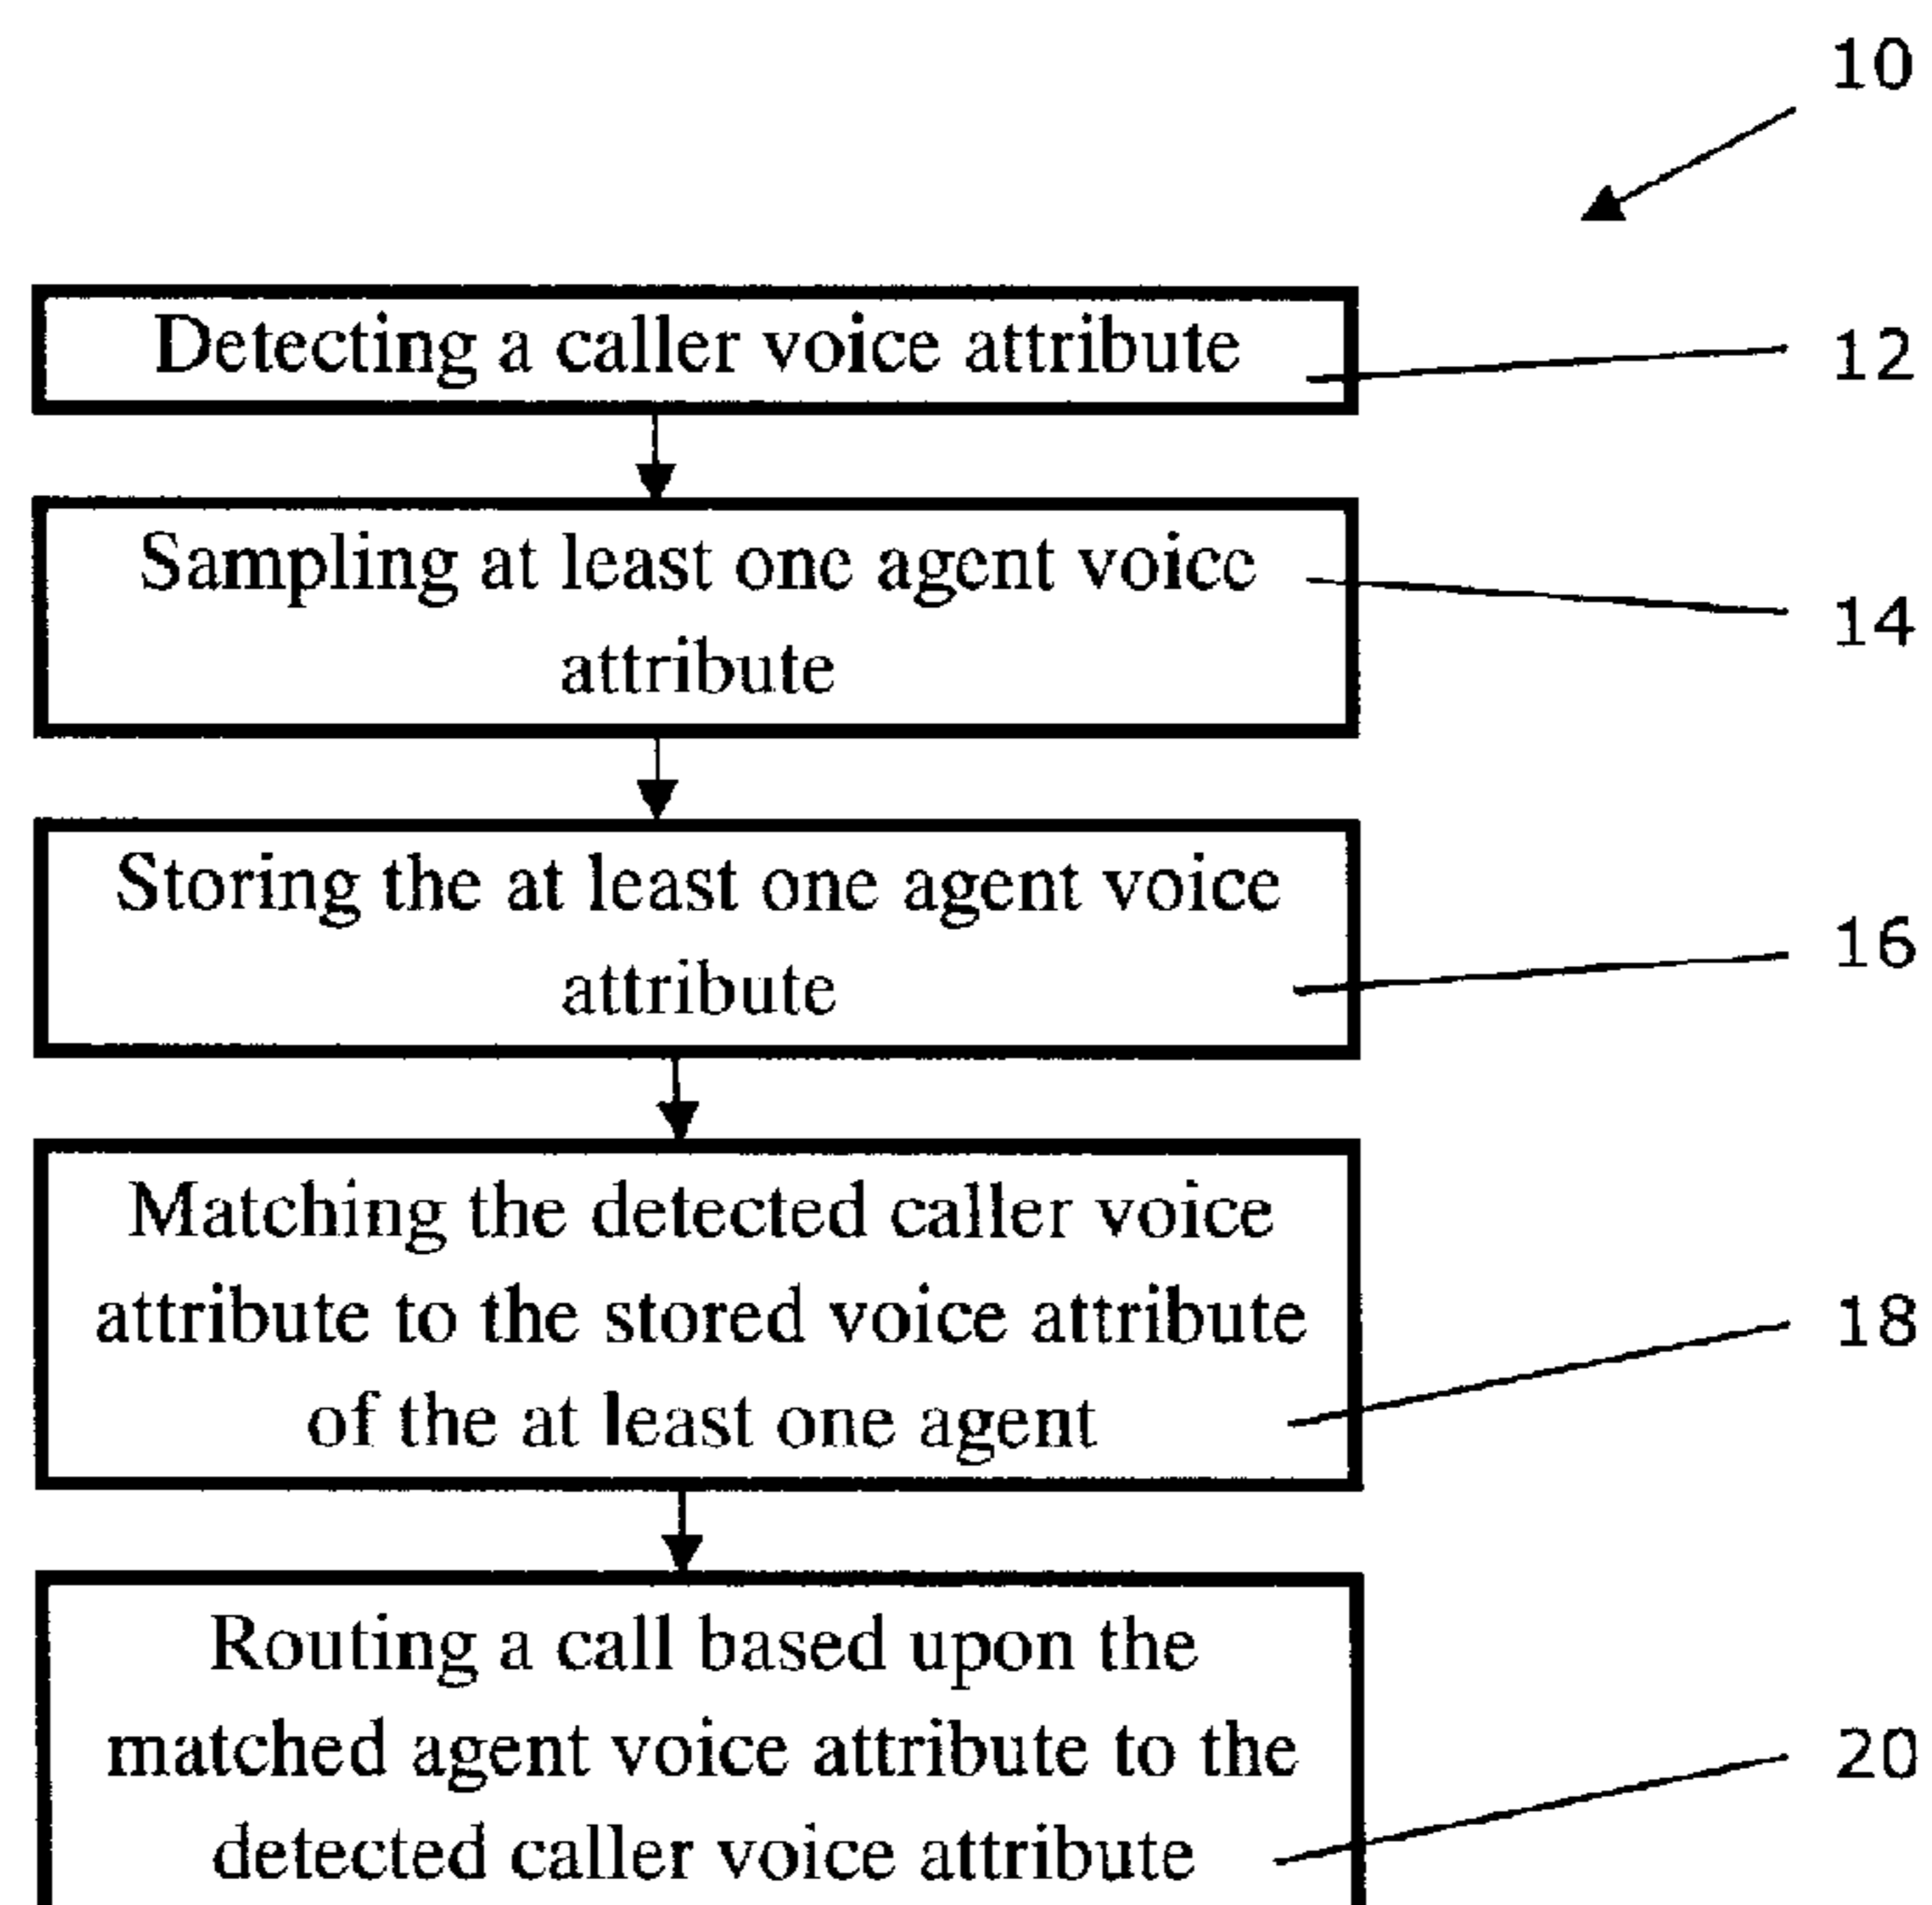 10
Detecting a caller voice attribute
12
Sampling at least one agent voice
attribute
14
Storing the at least one agent voice
attribute
16
Matching the detected caller voice
attribute to the stored voice attribute
of the at least one agent
18
Routing a call based upon the
matched agent voice attribute to the
detected caller voice attribute
20